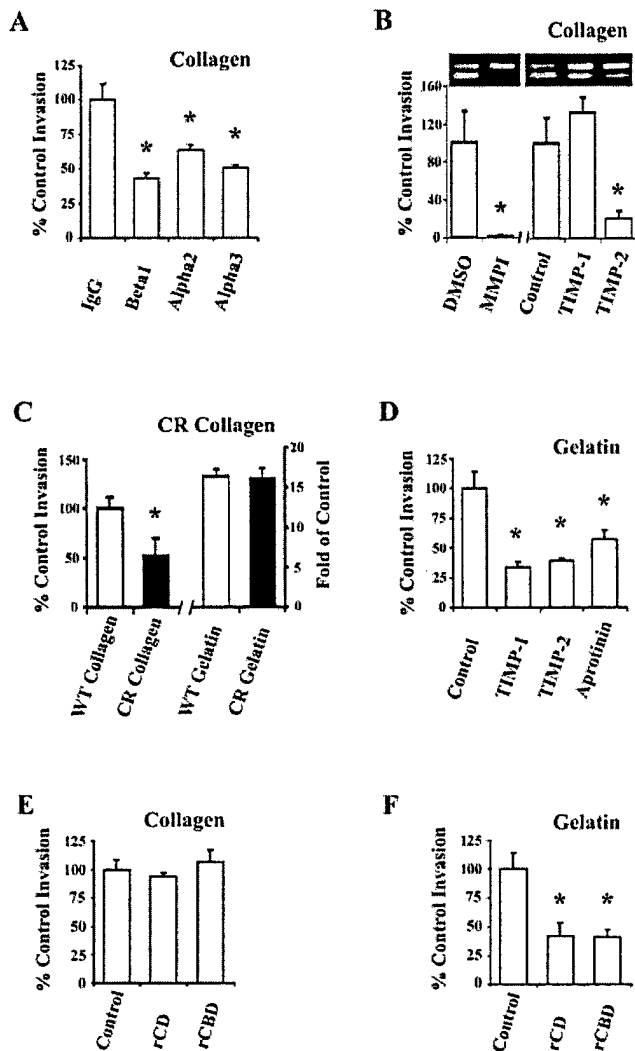 A
Collagen
% Control Invasion
125
100
75
50
25
0
*
*
*
IgG
Beta1
Alpha2
Alpha3
B
Collagen
% Control Invasion
160
120
80
40
0
*
*
DMSO
MMPI
Control
TIMP-1
TIMP-2
C
CR Collagen
% Control Invasion
150
100
50
0
*
20
15
10
5
0
Fold of Control
WT Collagen
CR Collagen
WT Gelatin
CR Gelatin
D
Gelatin
% Control Invasion
125
100
75
50
25
0
*
*
*
Control
TIMP-1
TIMP-2
Aprotinin
E
Collagen
% Control Invasion
125
100
75
50
25
0
Control
rCD
rCBD
F
Gelatin
% Control Invasion
125
100
75
50
25
0
*
*
Control
rCD
rCBD